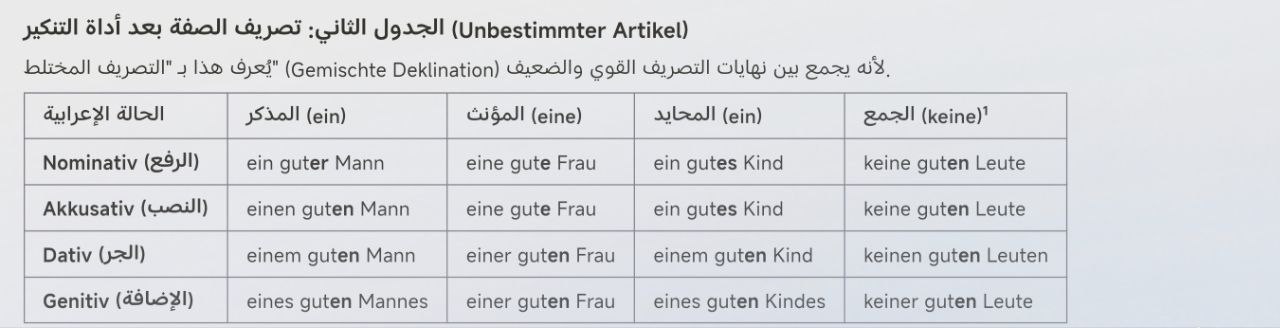 الجدول الثاني: تصريف الصفة بعد أداة التنكير (Unbestimmter Artikel)
يُعرف هذا بـ "التصريف المختلط" (Gemischte Deklination) لأنه يجمع بين نهايات التصريف القوي والضعيف.
الحالة الإعرابية المذكر (ein) المؤنث (eine) المحايد (ein) الجمع (keine)¹
Nominativ (الرفع) ein guter Mann eine gute Frau ein gutes Kind keine guten Leute
Akkusativ (النصب) einen guten Mann eine gute Frau ein gutes Kind keine guten Leute
Dativ (الجر) einem guten Mann einer guten Frau einem guten Kind keinen guten Leuten
Genitiv (الإضافة) eines guten Mannes einer guten Frau eines guten Kindes keiner guten Leute